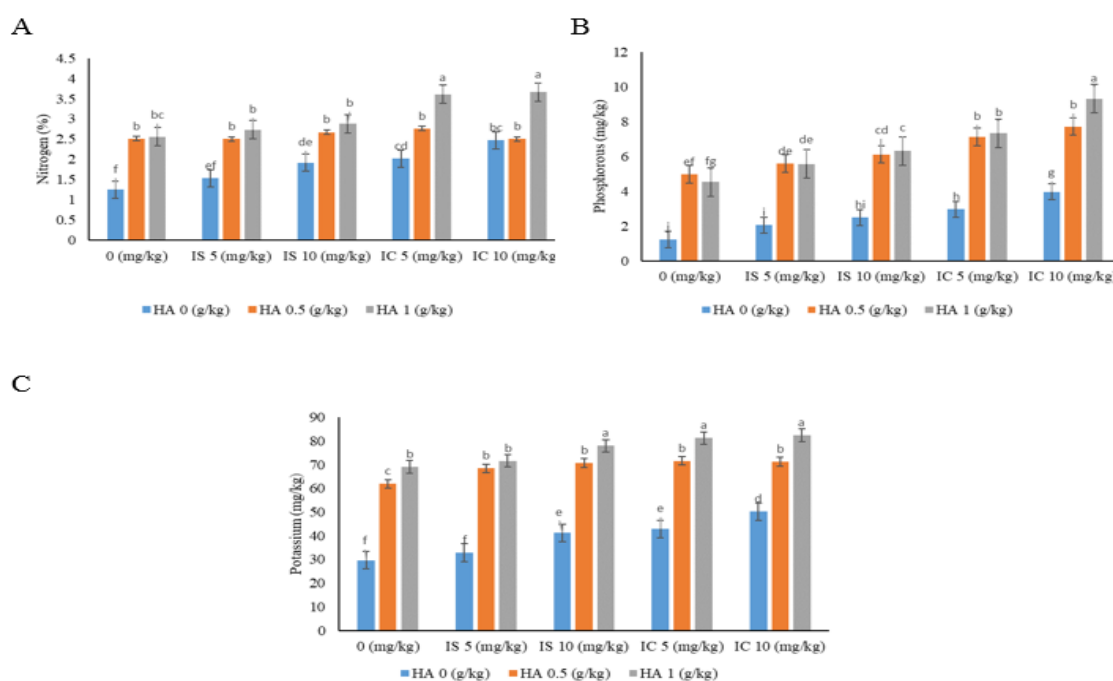 A
4.5
4
3.5
3
2.5
2
1.5
1
0.5
0
Nitrogen (%)
f b bc
ef b b
de b b
cd b a
bc b a
0 (mg/kg) IS 5 (mg/kg) IS 10 (mg/kg) IC 5 (mg/kg) IC 10 (mg/kg)
HA 0 (g/kg) HA 0.5 (g/kg) HA 1 (g/kg)
B
12
10
8
6
4
2
0
Phosphorous (mg/kg)
ef fg
i de de
hi cd c
h b b
g b a
0 (mg/kg) IS 5 (mg/kg) IS 10 (mg/kg) IC 5 (mg/kg) IC 10 (mg/kg)
HA 0 (g/kg) HA 0.5 (g/kg) HA 1 (g/kg)
C
90
80
70
60
50
40
30
20
10
0
Potassium (mg/kg)
f c b
f b b
e b a
e b a
d b a
0 (mg/kg) IS 5 (mg/kg) IS 10 (mg/kg) IC 5 (mg/kg) IC 10 (mg/kg)
HA 0 (g/kg) HA 0.5 (g/kg) HA 1 (g/kg)